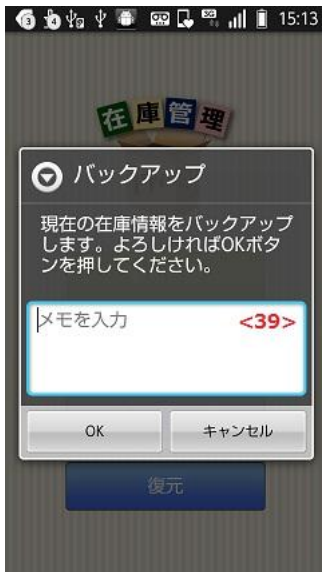 3G 15:13
在庫管理
バックアップ
現在の在庫情報をバックアップ
します。よろしければOKボタ
ンを押してください。
メモを入力 <39>
OK キャンセル
復元